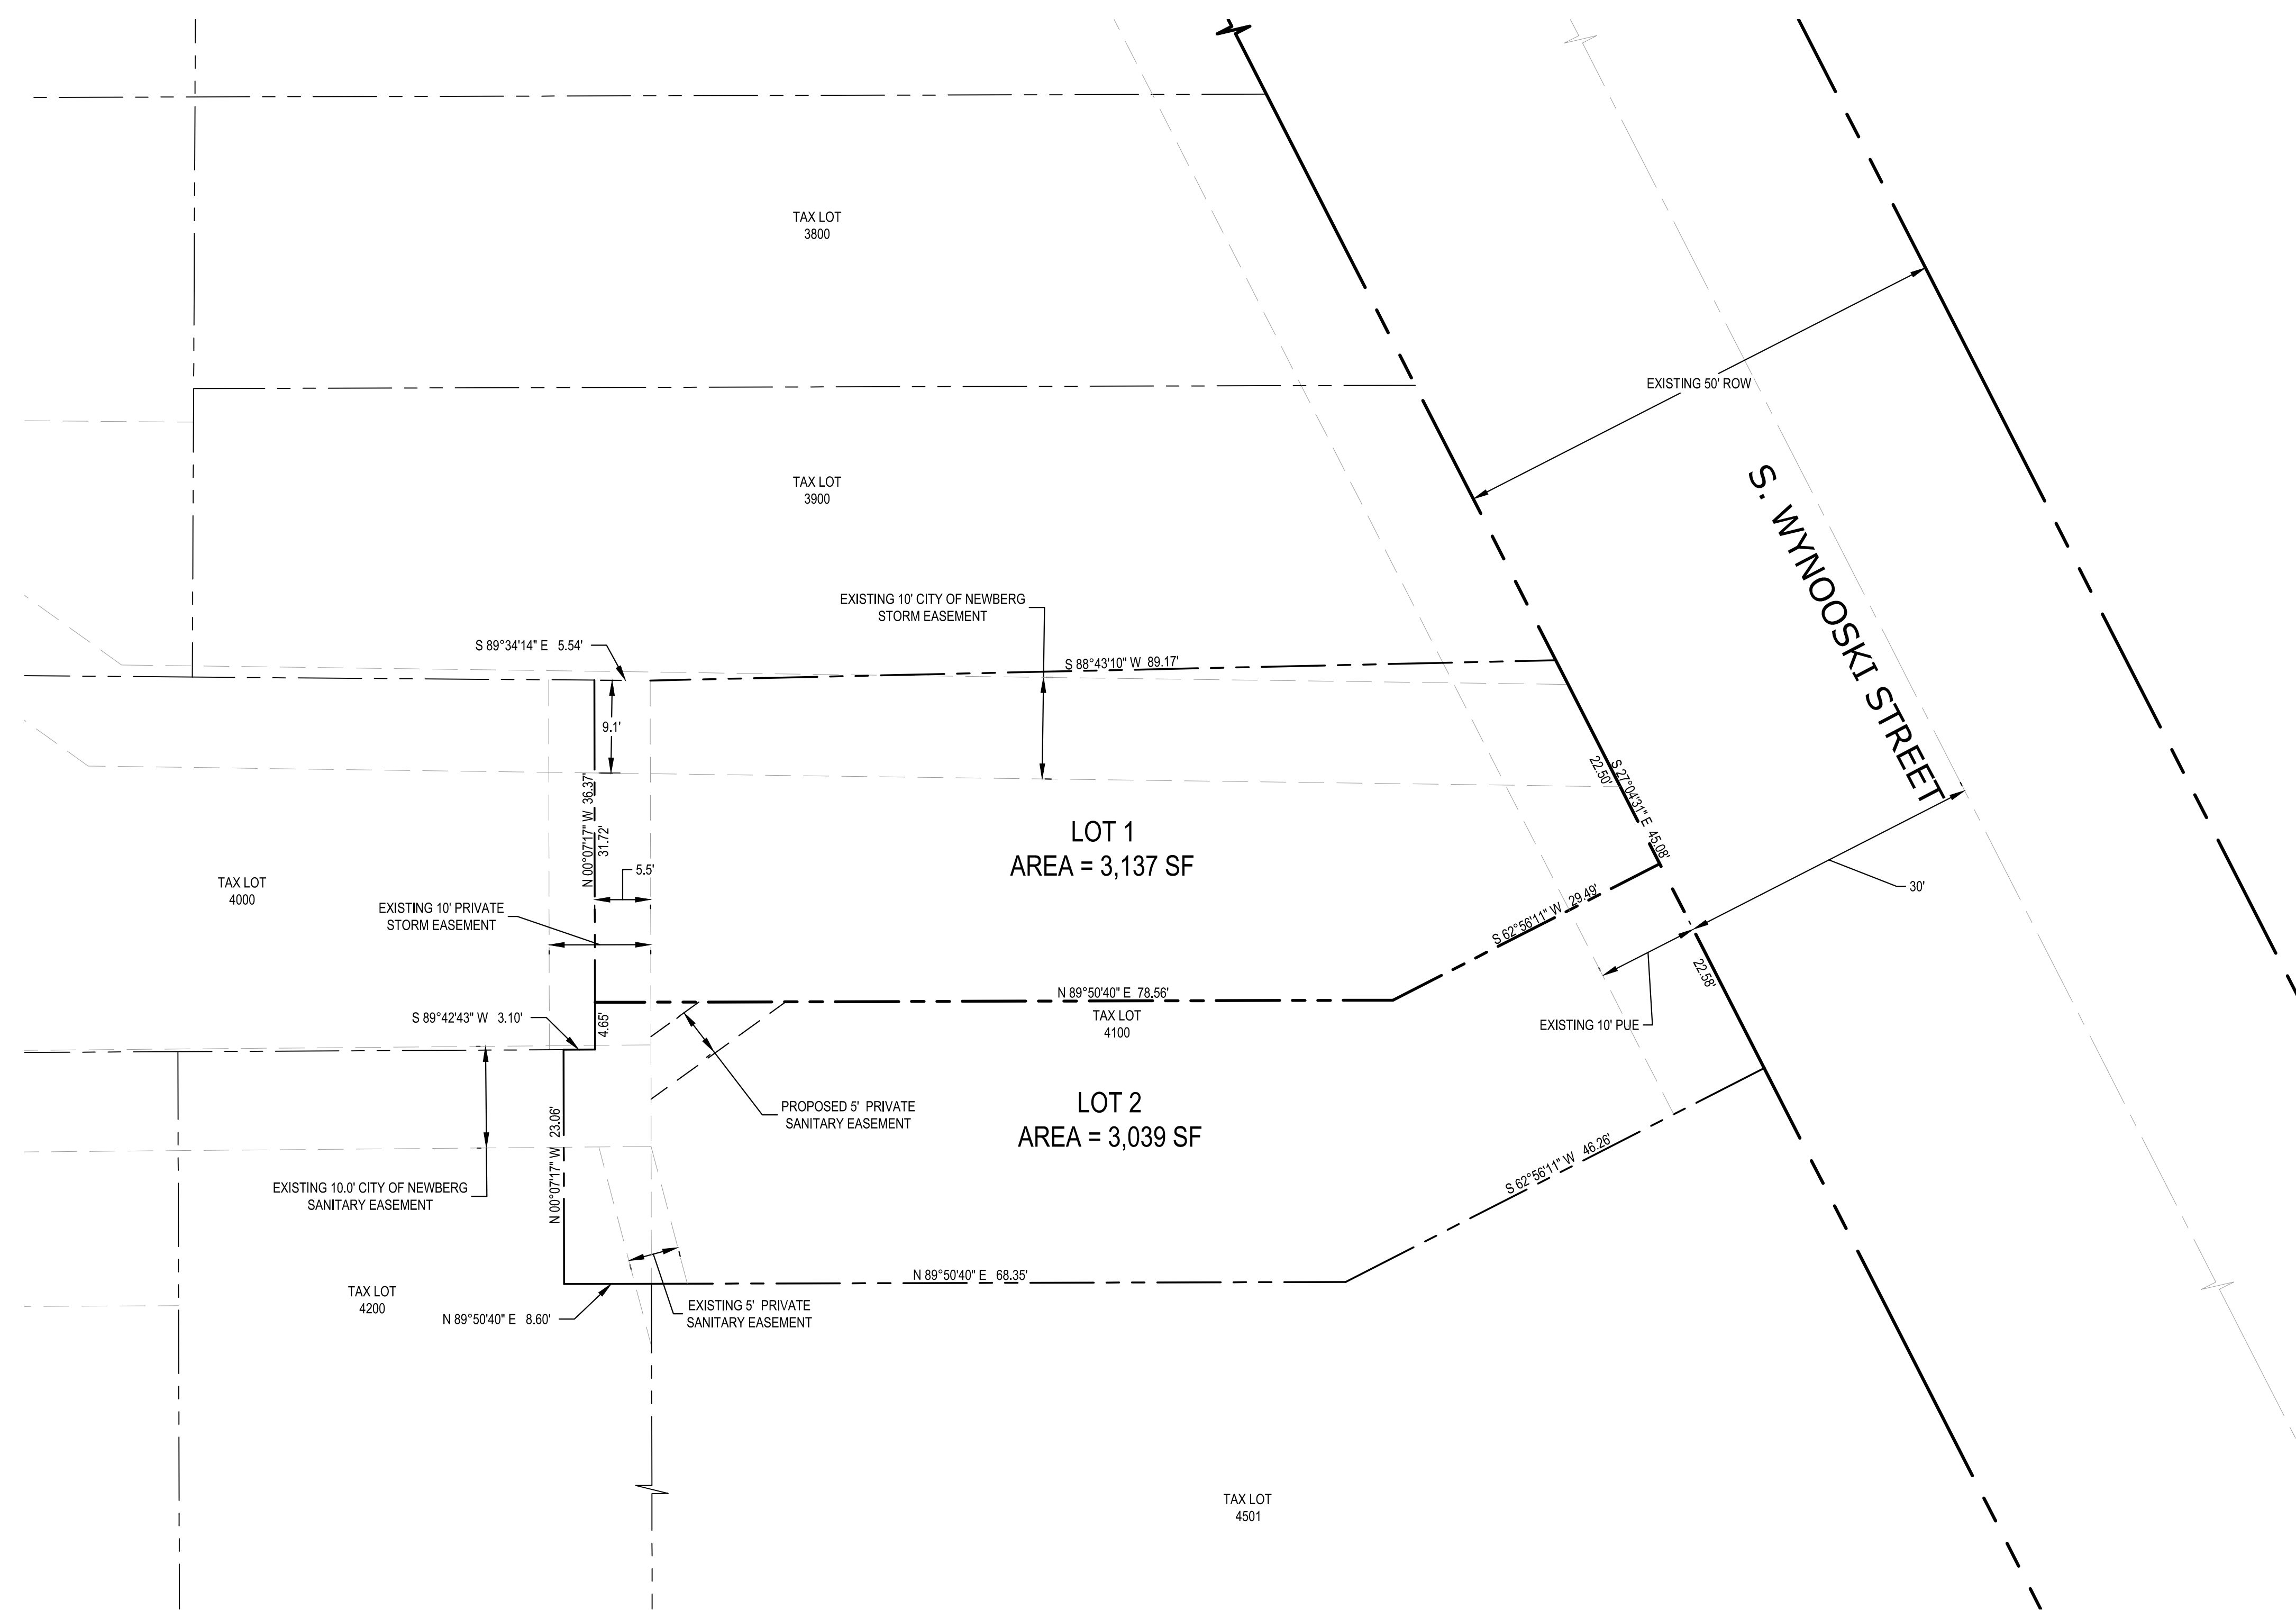 TAX LOT
3800
EXISTING 50' ROW
TAX LOT
3900
S. WYNOOSKI STREET
EXISTING 10' CITY OF NEWBERG
STORM EASEMENT
S 89°34'14" E 5.54'
S 88°43'10" W 89.17'
9.1'
22.50'
S 27°04'31" E 45.08'
N 00°07'17" W 36.37'
31.72'
LOT 1
AREA = 3,137 SF
5.5'
TAX LOT
4000
30'
EXISTING 10' PRIVATE
STORM EASEMENT
S 62°56'11" W 29.49'
22.58'
N 89°50'40" E 78.56'
S 89°42'43" W 3.10'
4.65'
TAX LOT
4100
EXISTING 10' PUE
PROPOSED 5' PRIVATE
SANITARY EASEMENT
LOT 2
AREA = 3,039 SF
N 00°07'17" W 23.06'
S 62°56'11" W 46.26'
EXISTING 10.0' CITY OF NEWBERG
SANITARY EASEMENT
N 89°50'40" E 68.35'
TAX LOT
4200
N 89°50'40" E 8.60'
EXISTING 5' PRIVATE
SANITARY EASEMENT
TAX LOT
4501